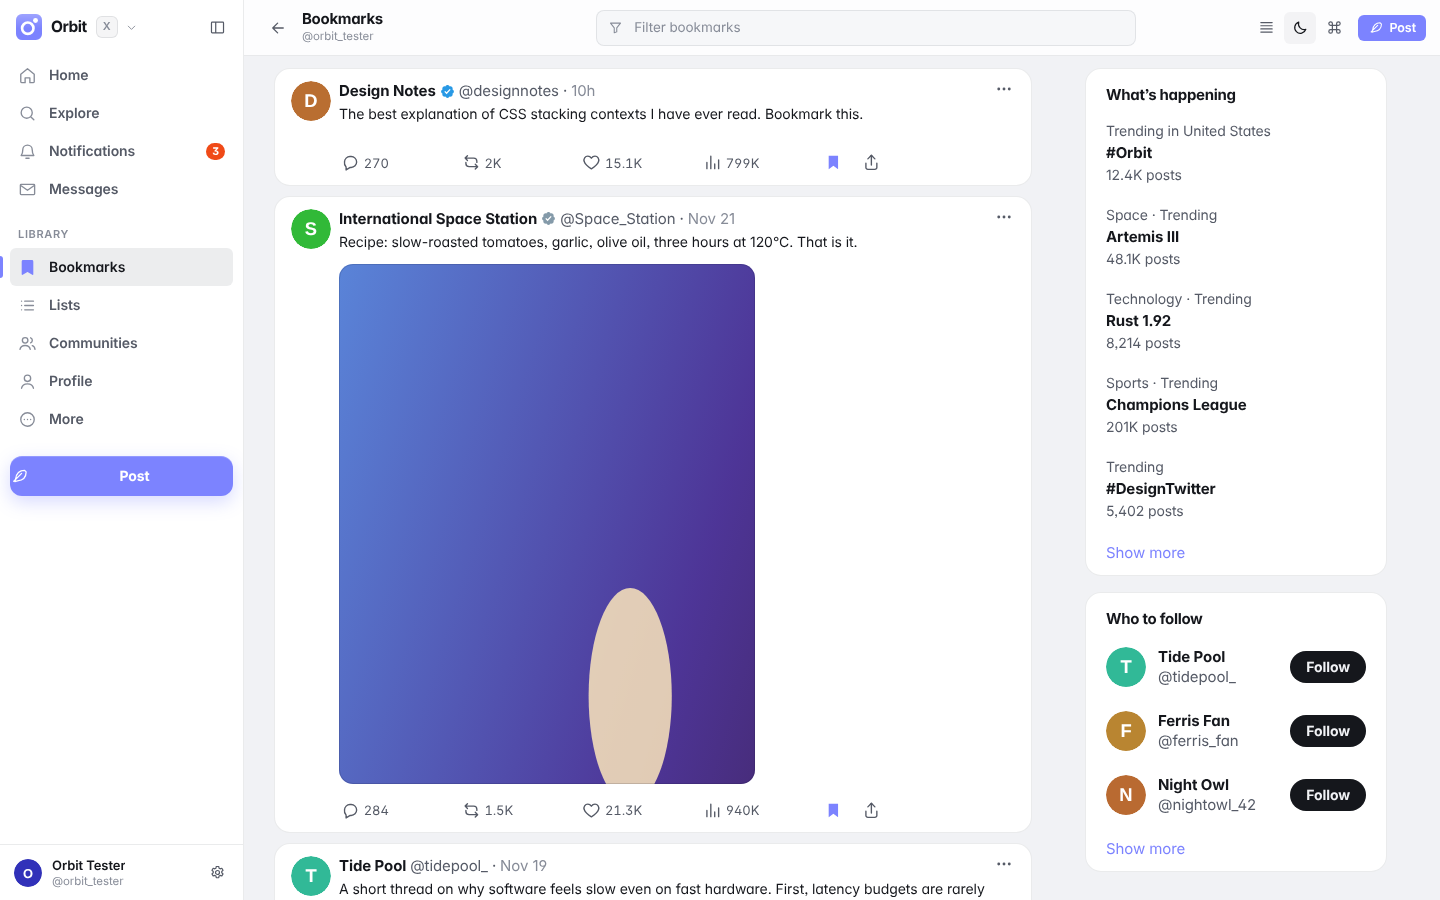 Orbit X
Home
Explore
Notifications 3
Messages
LIBRARY
Bookmarks
Lists
Communities
Profile
More
Post
Orbit Tester
@orbit_tester
O
Bookmarks
@orbit_tester
Filter bookmarks
Post
D
Design Notes @designnotes · 10h
The best explanation of CSS stacking contexts I have ever read. Bookmark this.
270 2K 15.1K 799K
S
International Space Station @Space_Station · Nov 21
Recipe: slow-roasted tomatoes, garlic, olive oil, three hours at 120°C. That is it.
284 1.5K 21.3K 940K
T
Tide Pool @tidepool_ · Nov 19
A short thread on why software feels slow even on fast hardware. First, latency budgets are rarely
What's happening
Trending in United States
#Orbit
12.4K posts
Space · Trending
Artemis III
48.1K posts
Technology · Trending
Rust 1.92
8,214 posts
Sports · Trending
Champions League
201K posts
Trending
#DesignTwitter
5,402 posts
Show more
Who to follow
T
Tide Pool
@tidepool_
Follow
F
Ferris Fan
@ferris_fan
Follow
N
Night Owl
@nightowl_42
Follow
Show more